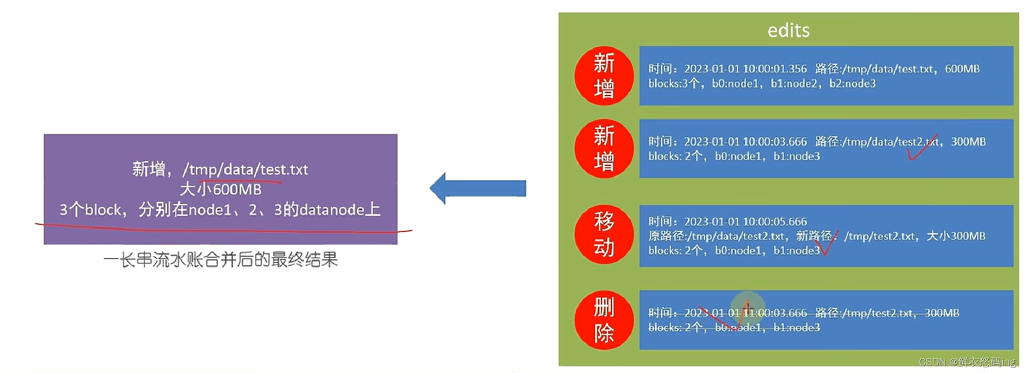 edits
新增
时间：2023-01-01 10:00:01.356 路径:/tmp/data/test.txt，600MB
blocks:3个，b0:node1，b1:node2，b2:node3
新增
时间：2023-01-01 10:00:03.666 路径:/tmp/data/test2.txt，300MB
blocks: 2个，b0:node1，b1:node3
移动
时间：2023-01-01 10:00:05.666
原路径:/tmp/data/test2.txt，新路径：/tmp/test2.txt，大小300MB
blocks: 2个，b0:node1，b1:node3
删除
时间：2023-01-01 11:00:03.666 路径:/tmp/test2.txt，300MB
blocks: 2个，b0:node1，b1:node3
新增，/tmp/data/test.txt
大小600MB
3个block，分别在node1、2、3的datanode上
一长串流水账合并后的最终结果
CSDN @鲜衣怒码ing